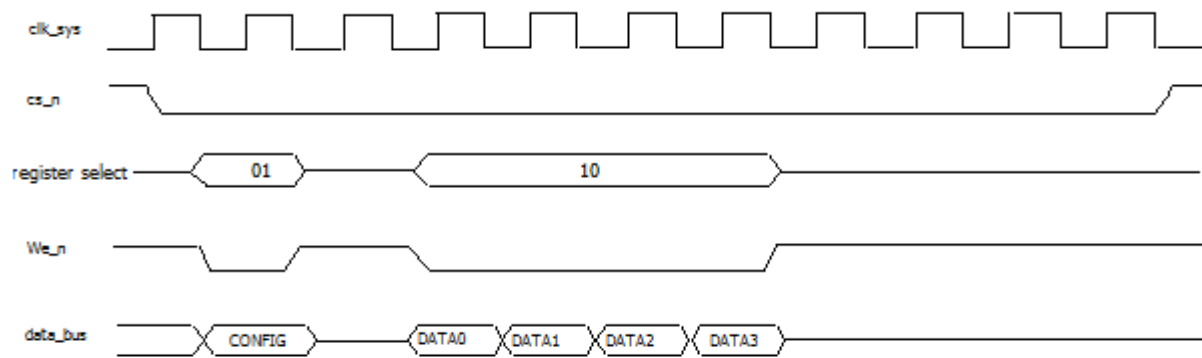 clk_sys
cs_n
register select 01 10
We_n
data_bus CONFIG DATA0 DATA1 DATA2 DATA3